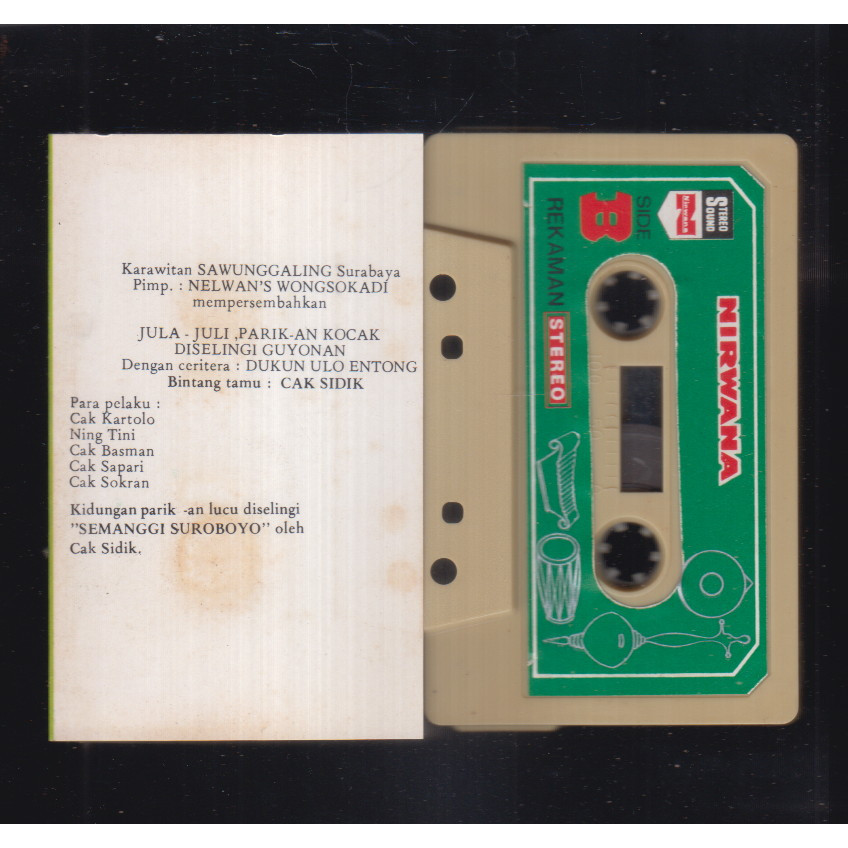 Karawitan SAWUNGGALING Surabaya
Pimp. : NELWAN'S WONGSOKADI
mempersembahkan
JULA - JULI ,PARIK-AN KOCAK
DISELINGI GUYONAN
Dengan ceritera : DUKUN ULO ENTONG
Bintang tamu : CAK SIDIK
Para pelaku :
Cak Kartolo
Ning Tini
Cak Basman
Cak Sapari
Cak Sokran
Kidungan parik -an lucu diselingi
"SEMANGGI SUROBOYO" oleh
Cak Sidik.
STEREO
SOUND
N
Nirwana
SIDE
B
REKAMAN STEREO
NIRWANA